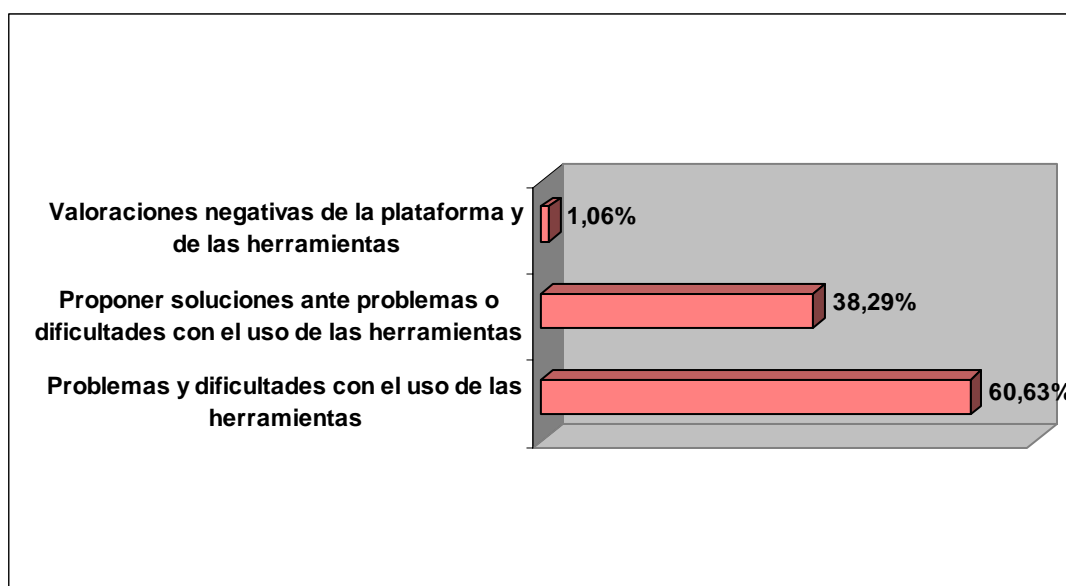 Valoraciones negativas de la plataforma y
de las herramientas
1,06%
Proponer soluciones ante problemas o
dificultades con el uso de las herramientas
38,29%
Problemas y dificultades con el uso de las
herramientas
60,63%